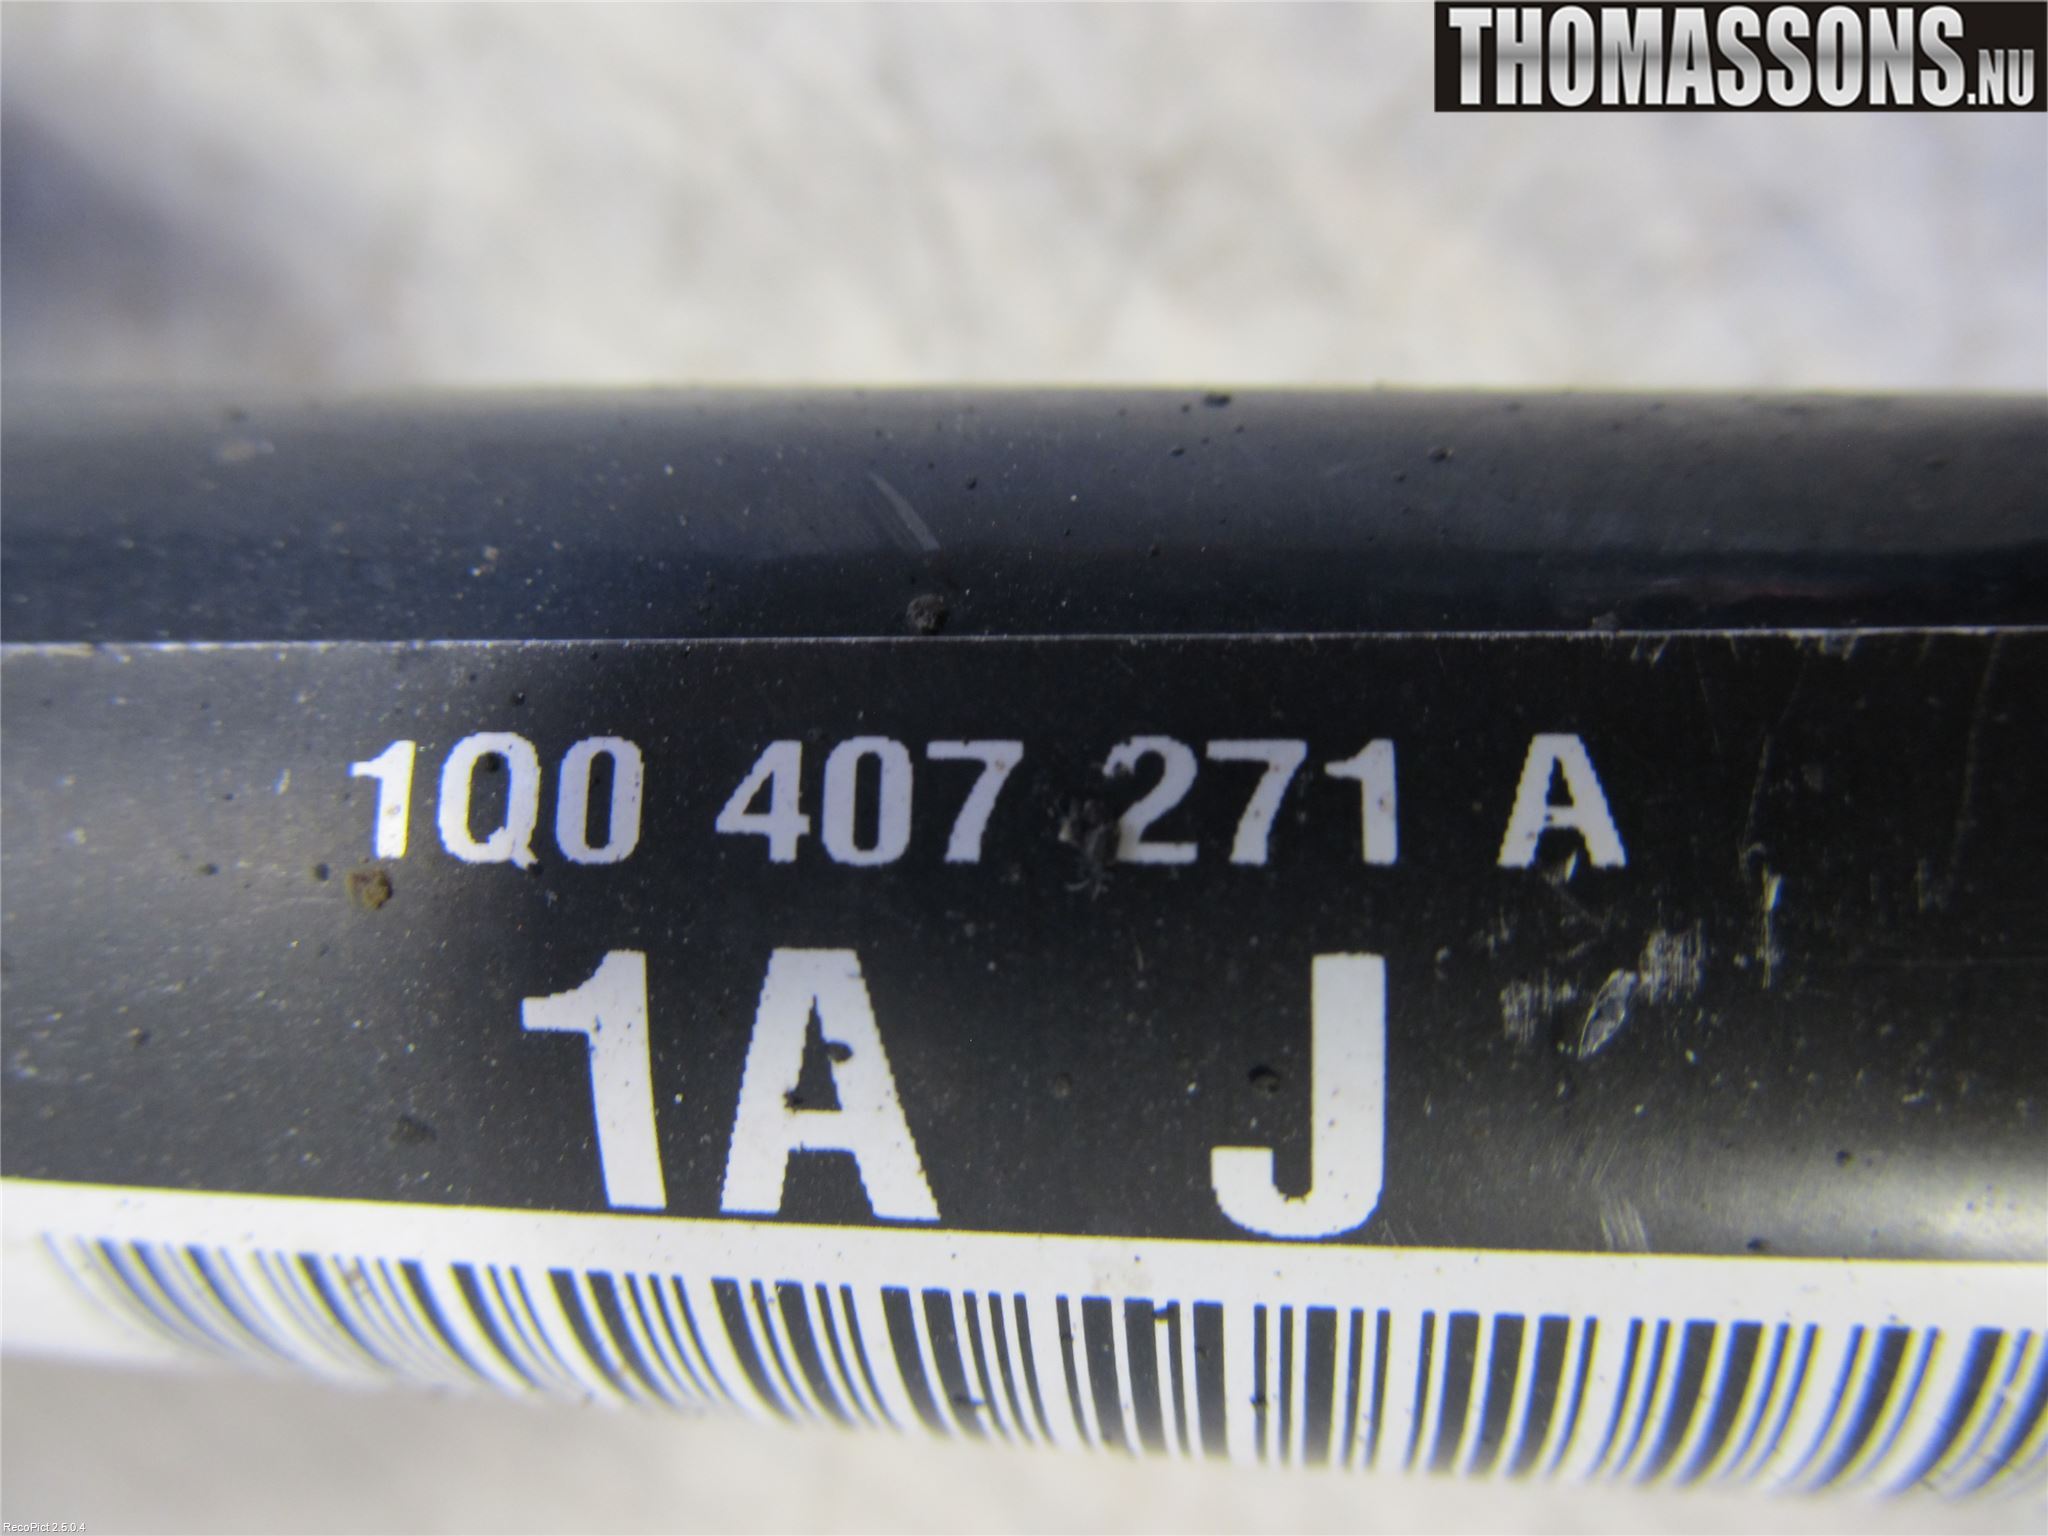 THOMASSONS.NU
1Q0 407 271 A
1A J
RecoPict 2.5.0.4